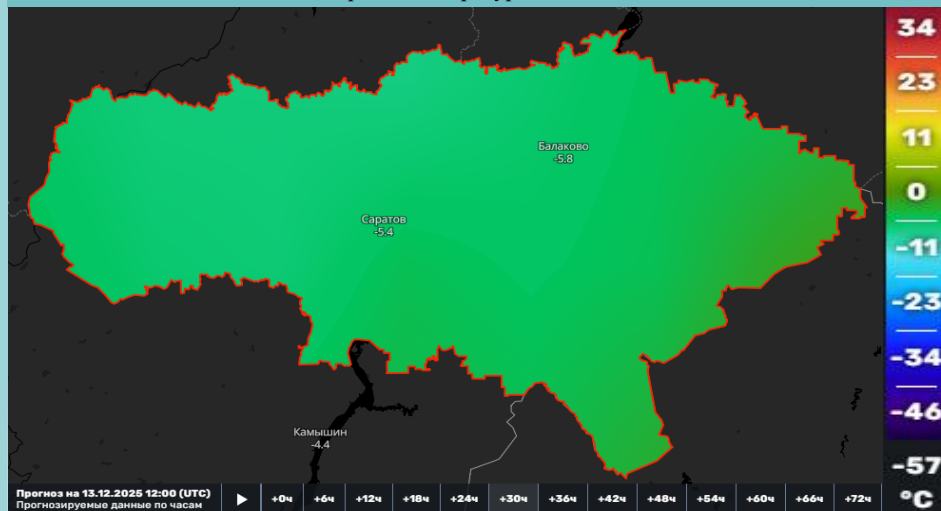 34
23
11
0
-11
-23
-34
-46
-57
°C
Балаково
-5.8
Саратов
-5.4
Камышин
-4.4
Прогноз на 13.12.2025 12:00 (UTC)
Прогнозируемые данные по часам
+0ч +6ч +12ч +18ч +24ч +30ч +36ч +42ч +48ч +54ч +60ч +66ч +72ч